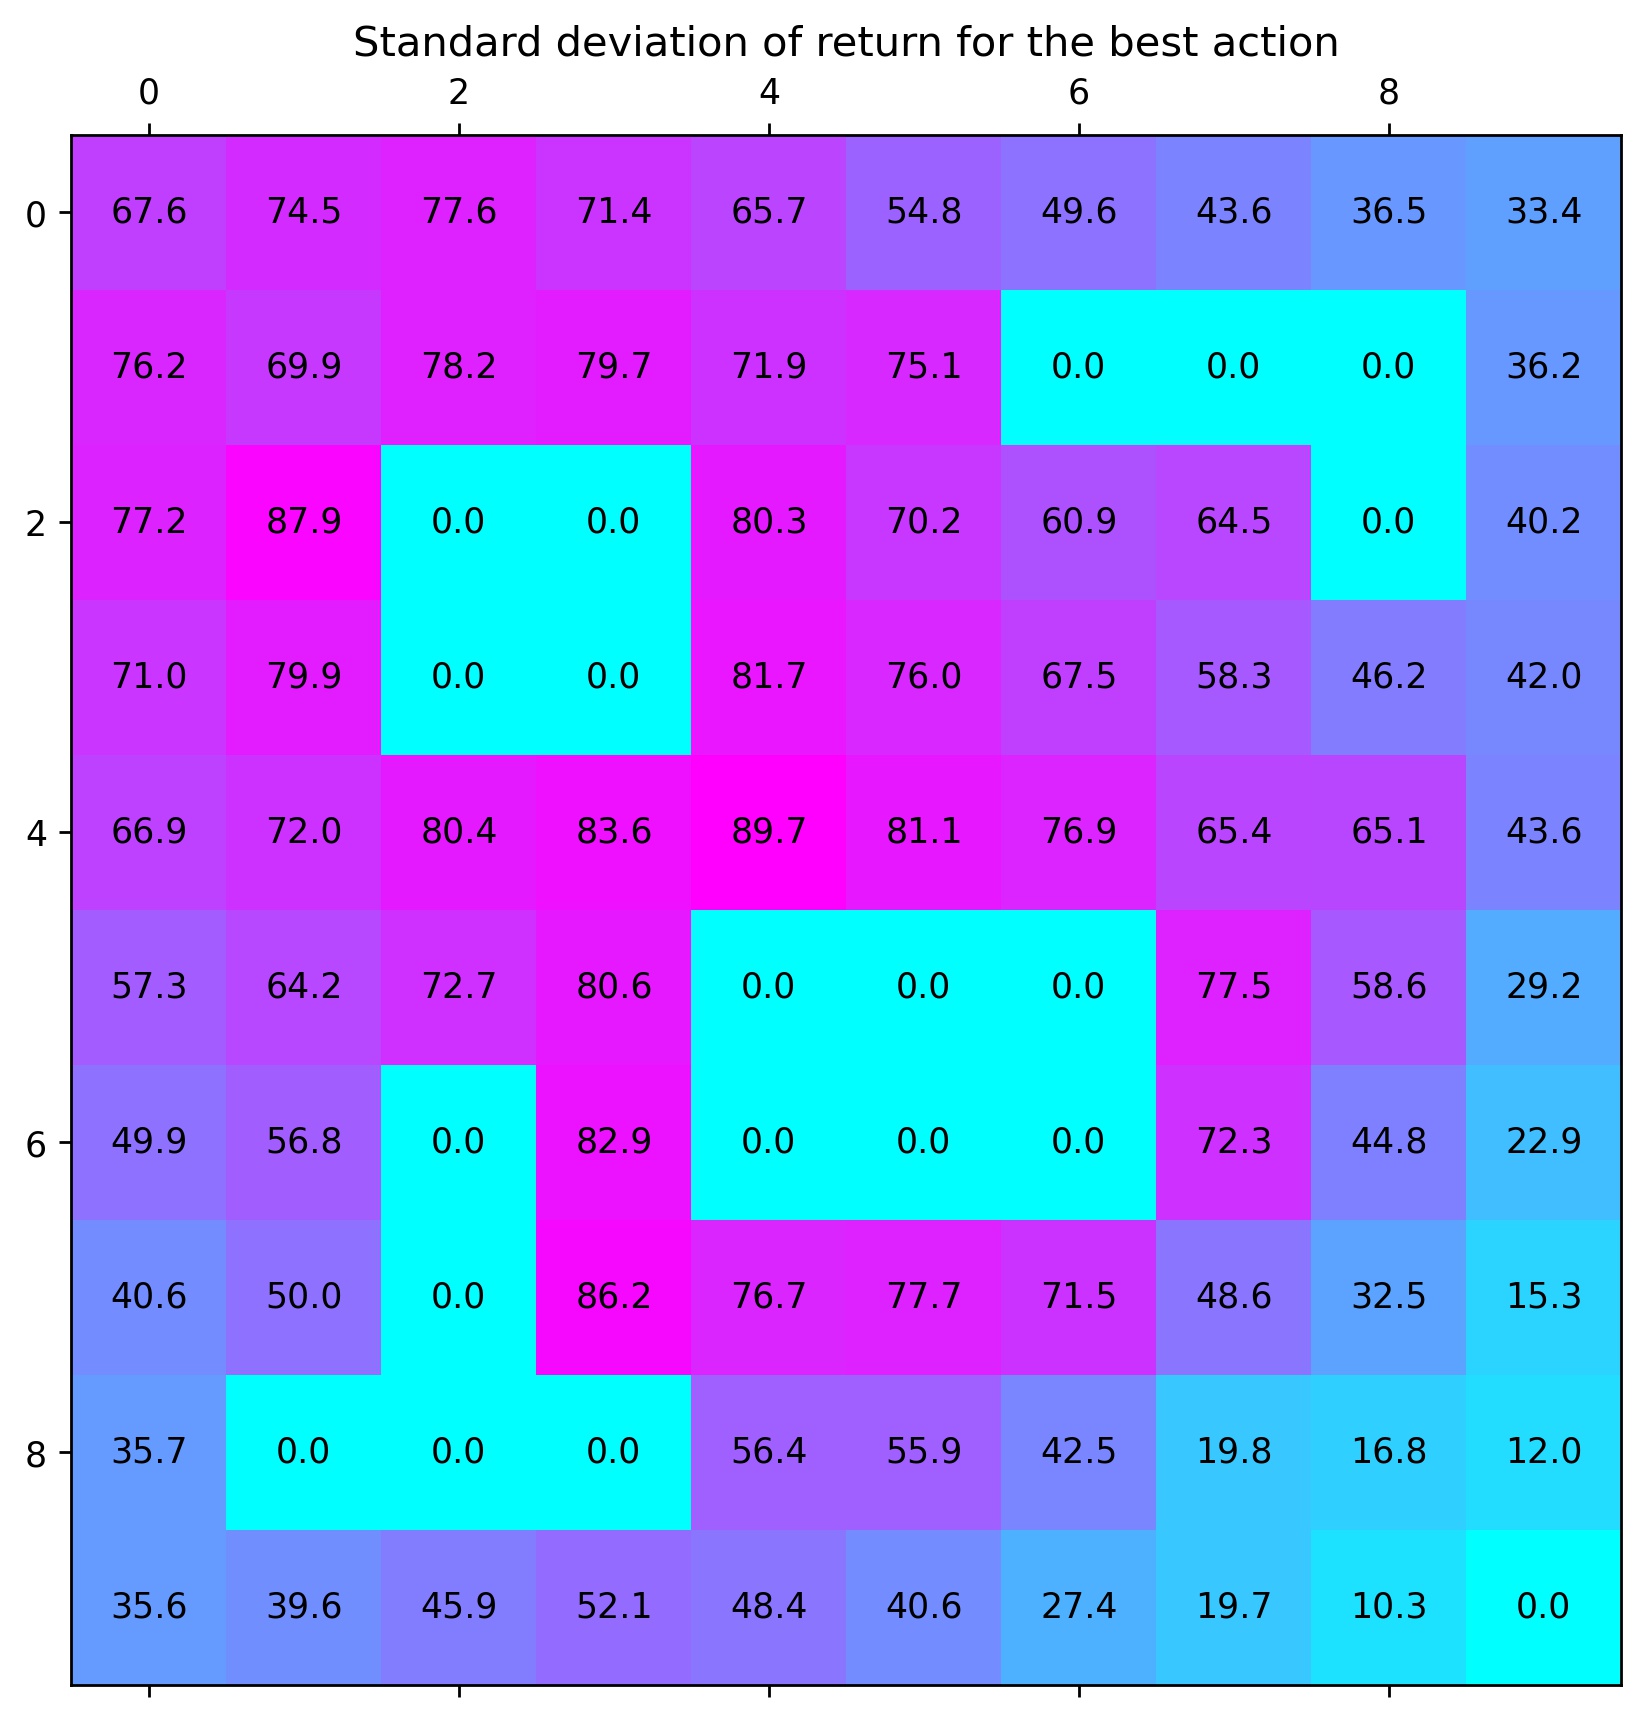 Standard deviation of return for the best action
0 2 4 6 8
0 67.6 74.5 77.6 71.4 65.7 54.8 49.6 43.6 36.5 33.4
76.2 69.9 78.2 79.7 71.9 75.1 0.0 0.0 0.0 36.2
2 77.2 87.9 0.0 0.0 80.3 70.2 60.9 64.5 0.0 40.2
71.0 79.9 0.0 0.0 81.7 76.0 67.5 58.3 46.2 42.0
4 66.9 72.0 80.4 83.6 89.7 81.1 76.9 65.4 65.1 43.6
57.3 64.2 72.7 80.6 0.0 0.0 0.0 77.5 58.6 29.2
6 49.9 56.8 0.0 82.9 0.0 0.0 0.0 72.3 44.8 22.9
40.6 50.0 0.0 86.2 76.7 77.7 71.5 48.6 32.5 15.3
8 35.7 0.0 0.0 0.0 56.4 55.9 42.5 19.8 16.8 12.0
35.6 39.6 45.9 52.1 48.4 40.6 27.4 19.7 10.3 0.0